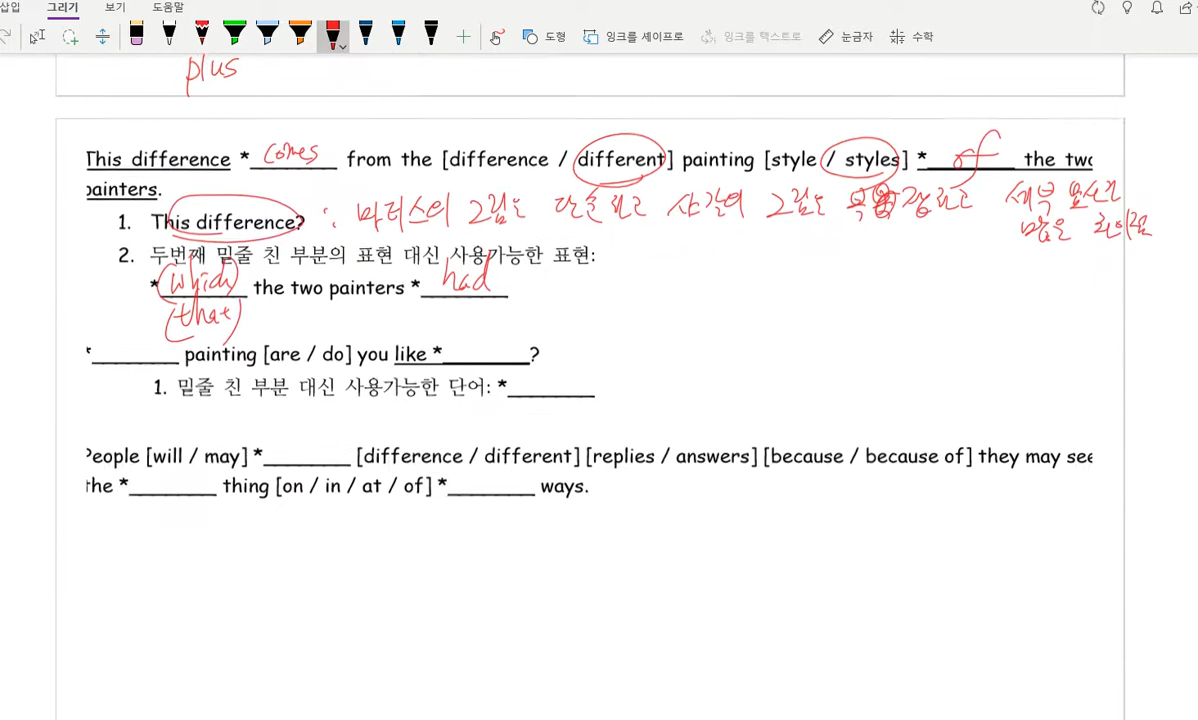 삽입 그리기 보기 도움말
도형 잉크를 셰이프로 잉크를 텍스트로 눈금자 수학
plus
This difference * comes from the [difference / different] painting [style / styles] * of the two
painters.
1. This difference? : 마티스의 그림은 단순하고 샤갈의 그림은 복잡하고 세부 묘사가
많은 차이점
2. 두번째 밑줄 친 부분의 표현 대신 사용가능한 표현:
*(which) the two painters * had
(that)
*________ painting [are / do] you like *________?
1. 밑줄 친 부분 대신 사용가능한 단어: *________
People [will / may] *________ [difference / different] [replies / answers] [because / because of] they may see
the *________ thing [on / in / at / of] *________ ways.